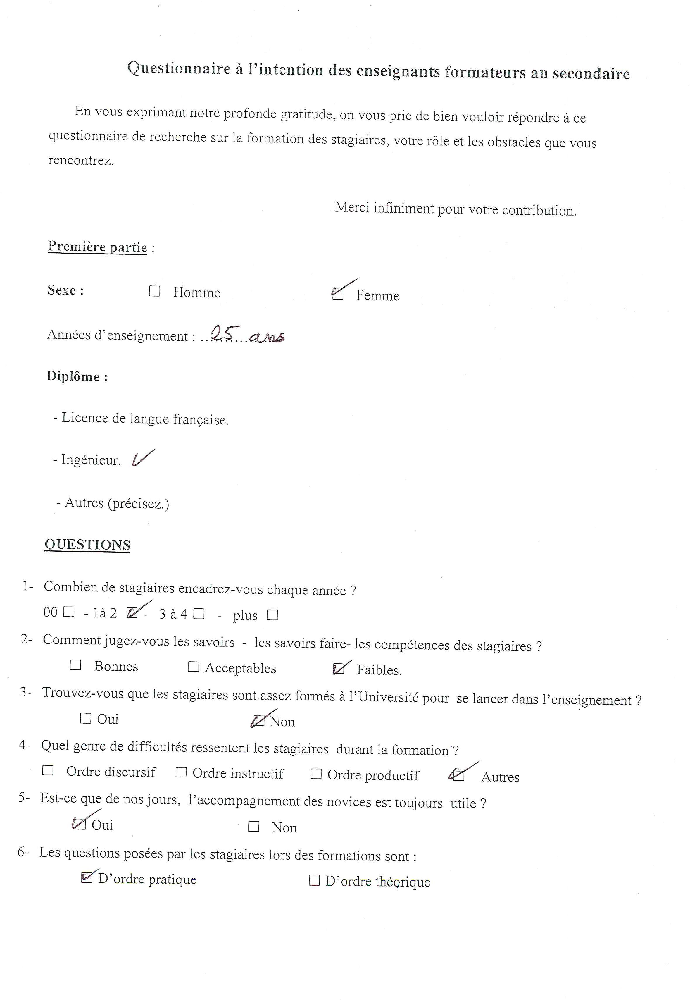 Questionnaire à l'intention des enseignants formateurs au secondaire
En vous exprimant notre profonde gratitude, on vous prie de bien vouloir répondre à ce
questionnaire de recherche sur la formation des stagiaires, votre rôle et les obstacles que vous
rencontrez.
Merci infiniment pour votre contribution.
Première partie :
Sexe : ☐ Homme ☑ Femme
Années d'enseignement : ..25...ans
Diplôme :
- Licence de langue française.
- Ingénieur. ✓
- Autres (précisez.)
QUESTIONS
1- Combien de stagiaires encadrez-vous chaque année ?
00 ☐ - 1à 2 ☑ - 3 à 4 ☐ - plus ☐
2- Comment jugez-vous les savoirs - les savoirs faire- les compétences des stagiaires ?
☐ Bonnes ☐ Acceptables ☑ Faibles.
3- Trouvez-vous que les stagiaires sont assez formés à l'Université pour se lancer dans l'enseignement ?
☐ Oui ☑ Non
4- Quel genre de difficultés ressentent les stagiaires durant la formation ?
☐ Ordre discursif ☐ Ordre instructif ☐ Ordre productif ☑ Autres
5- Est-ce que de nos jours, l'accompagnement des novices est toujours utile ?
☑ Oui ☐ Non
6- Les questions posées par les stagiaires lors des formations sont :
☑ D'ordre pratique ☐ D'ordre théorique